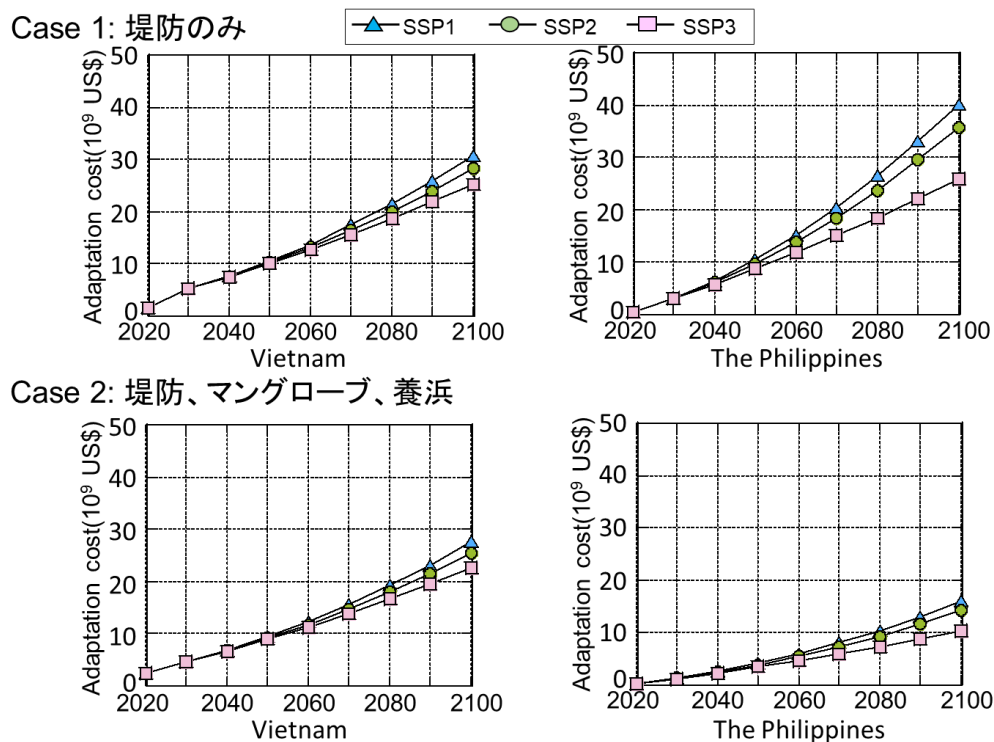 Case 1: 堤防のみ
SSP1 SSP2 SSP3
Adaptation cost(10⁹ US$)
50
40
30
20
10
0
2020 2040 2060 2080 2100
Vietnam
Adaptation cost(10⁹ US$)
50
40
30
20
10
0
2020 2040 2060 2080 2100
The Philippines
Case 2: 堤防、マングローブ、養浜
Adaptation cost(10⁹ US$)
50
40
30
20
10
0
2020 2040 2060 2080 2100
Vietnam
Adaptation cost(10⁹ US$)
50
40
30
20
10
0
2020 2040 2060 2080 2100
The Philippines